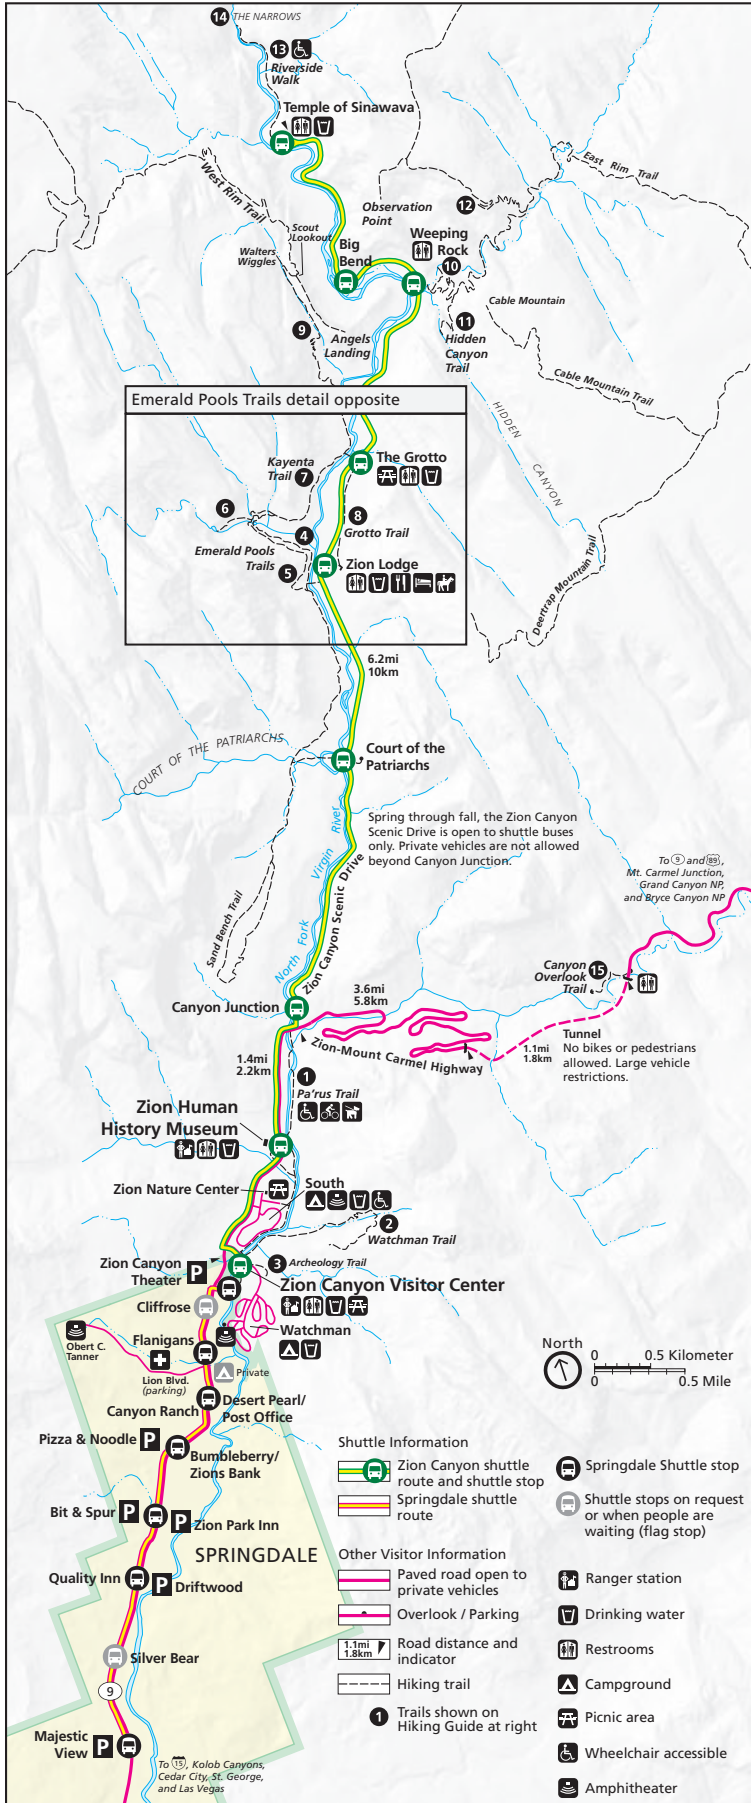 14 THE NARROWS
13
Riverside
Walk
Temple of Sinawava
East Rim Trail
West Rim Trail
12
Observation
Point
Scout
Lookout
Walters
Wiggles
Big
Bend
Weeping
Rock
10
Cable Mountain
9
11
Angels
Landing
Hidden
Canyon
Trail
Cable Mountain Trail
Emerald Pools Trails detail opposite
HIDDEN
CANYON
The Grotto
Kayenta
Trail 7
6
8
Grotto Trail
4
Emerald Pools
Trails
5
Zion Lodge
Deertrap Mountain Trail
6.2mi
10km
COURT OF THE PATRIARCHS
Court of the
Patriarchs
Spring through fall, the Zion Canyon
Scenic Drive is open to shuttle buses
only. Private vehicles are not allowed
beyond Canyon Junction.
North Fork Virgin River
Zion Canyon Scenic Drive
Sand Bench Trail
To 9 and 89,
Mt. Carmel Junction,
Grand Canyon NP,
and Bryce Canyon NP
Canyon
Overlook
Trail
15
Canyon Junction
3.6mi
5.8km
Zion-Mount Carmel Highway
1.1mi
1.8km
Tunnel
No bikes or pedestrians
allowed. Large vehicle
restrictions.
1.4mi
2.2km
1
Pa'rus Trail
Zion Human
History Museum
Zion Nature Center
South
2
Watchman Trail
Zion Canyon
Theater
P
3 Archeology Trail
Zion Canyon Visitor Center
Cliffrose
Watchman
Obert C.
Tanner
Flanigans
Lion Blvd.
(parking)
Private
Canyon Ranch
Desert Pearl/
Post Office
Pizza & Noodle P
Bumbleberry/
Zions Bank
Bit & Spur P
P Zion Park Inn
SPRINGDALE
Quality Inn
P Driftwood
Silver Bear
9
Majestic
View
P
To 15, Kolob Canyons,
Cedar City, St. George,
and Las Vegas
North
0 0.5 Kilometer
0 0.5 Mile
Shuttle Information
Zion Canyon shuttle
route and shuttle stop
Springdale shuttle
route
Springdale Shuttle stop
Shuttle stops on request
or when people are
waiting (flag stop)
Other Visitor Information
Paved road open to
private vehicles
Overlook / Parking
1.1mi
1.8km
Road distance and
indicator
Hiking trail
1 Trails shown on
Hiking Guide at right
Ranger station
Drinking water
Restrooms
Campground
Picnic area
Wheelchair accessible
Amphitheater